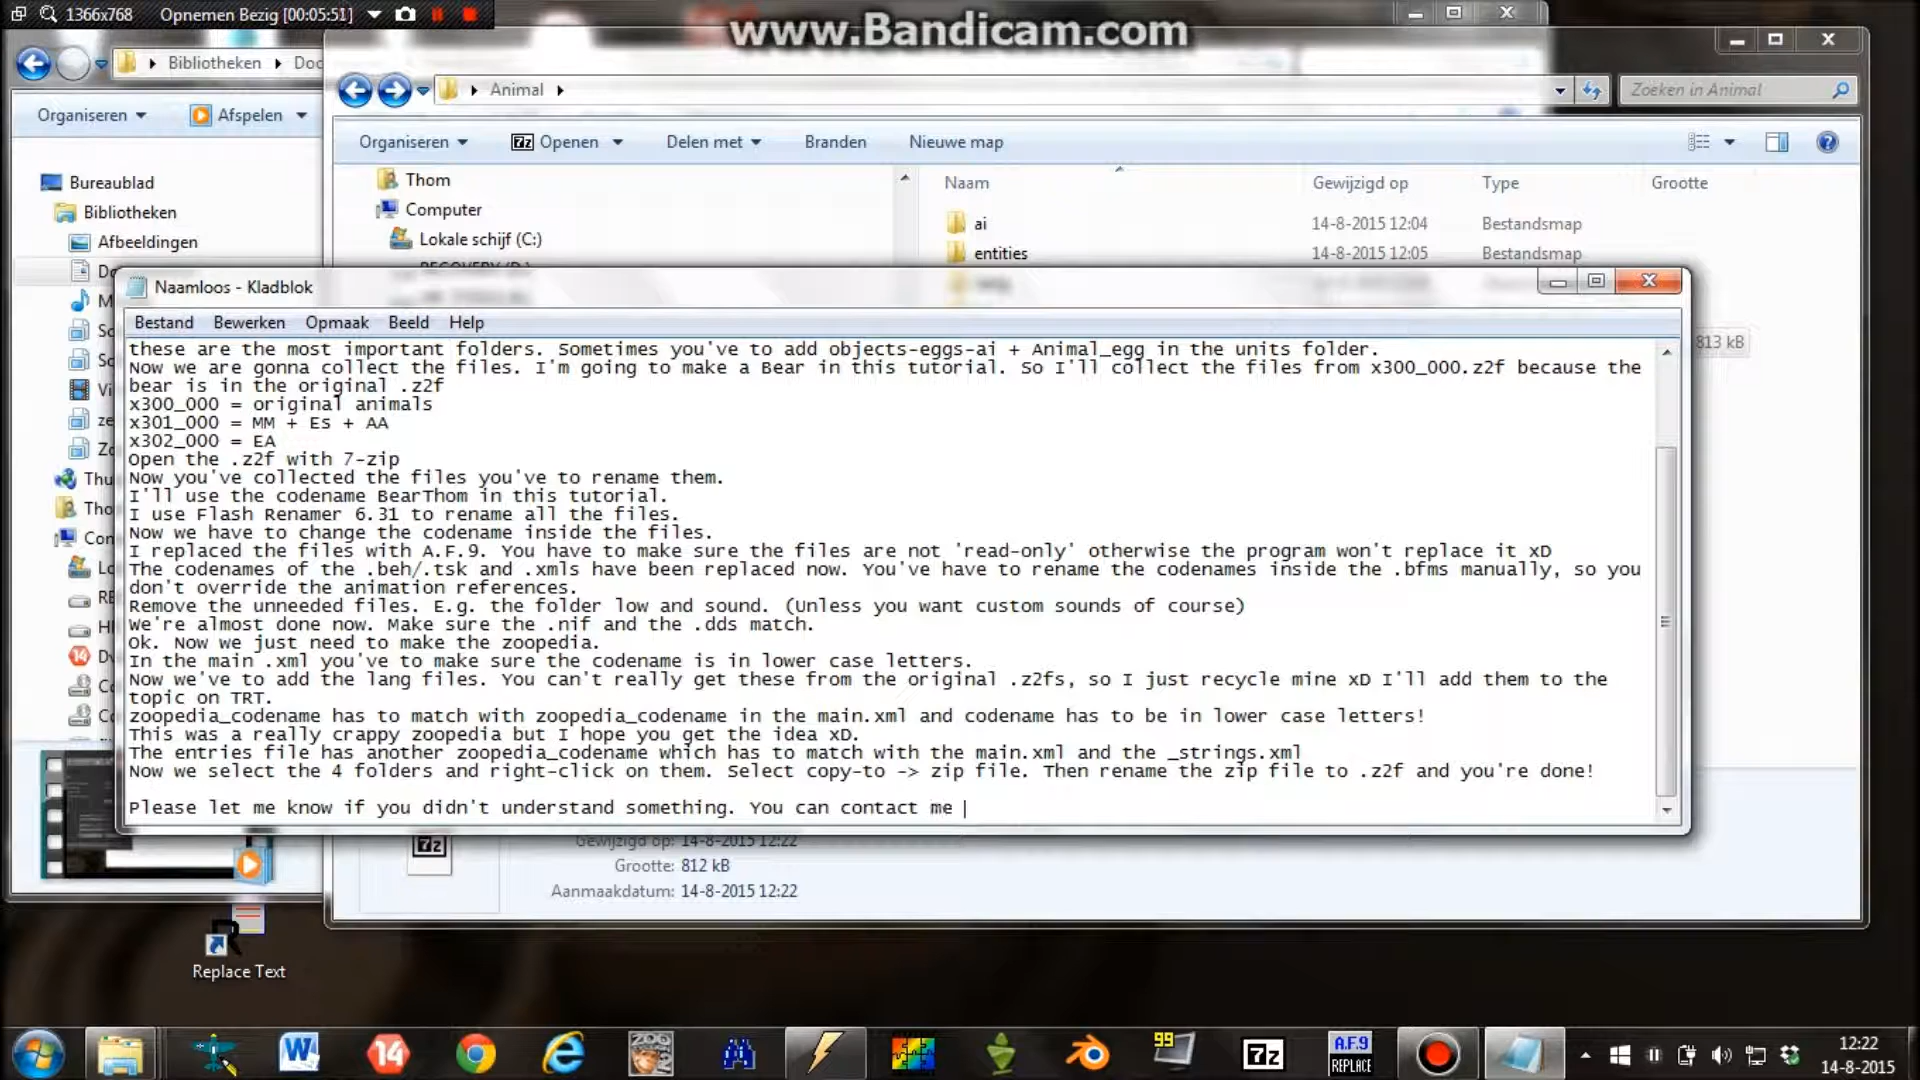 1366x768 Opnemen Bezig [00:05:51]
www.Bandicam.com
Bibliotheken
Animal
Zoeken in Animal
Organiseren Afspelen
Organiseren 7z Openen Delen met Branden Nieuwe map
Bureaublad
Bibliotheken
Afbeeldingen
Thom
Computer
Lokale schijf (C:)
Naam Gewijzigd op Type Grootte
ai 14-8-2015 12:04 Bestandsmap
entities 14-8-2015 12:05 Bestandsmap
813 kB
Naamloos - Kladblok
Bestand Bewerken Opmaak Beeld Help
these are the most important folders. Sometimes you've to add objects-eggs-ai + Animal_egg in the units folder.
Now we are gonna collect the files. I'm going to make a Bear in this tutorial. So I'll collect the files from x300_000.z2f because the
bear is in the original .z2f
x300_000 = original animals
x301_000 = MM + Es + AA
x302_000 = EA
Open the .z2f with 7-zip
Now you've collected the files you've to rename them.
I'll use the codename BearThom in this tutorial.
I use Flash Renamer 6.31 to rename all the files.
Now we have to change the codename inside the files.
I replaced the files with A.F.9. You have to make sure the files are not 'read-only' otherwise the program won't replace it xD
The codenames of the .beh/.tsk and .xmls have been replaced now. You've have to rename the codenames inside the .bfms manually, so you
don't override the animation references.
Remove the unneeded files. E.g. the folder low and sound. (Unless you want custom sounds of course)
We're almost done now. Make sure the .nif and the .dds match.
Ok. Now we just need to make the zoopedia.
In the main .xml you've to make sure the codename is in lower case letters.
Now we've to add the lang files. You can't really get these from the original .z2fs, so I just recycle mine xD I'll add them to the
topic on TRT.
zoopedia_codename has to match with zoopedia_codename in the main.xml and codename has to be in lower case letters!
This was a really crappy zoopedia but I hope you get the idea xD.
The entries file has another zoopedia_codename which has to match with the main.xml and the _strings.xml
Now we select the 4 folders and right-click on them. Select copy-to -> zip file. Then rename the zip file to .z2f and you're done!
Please let me know if you didn't understand something. You can contact me
7z
Gewijzigd op: 14-8-2015 12:22
Grootte: 812 kB
Aanmaakdatum: 14-8-2015 12:22
Replace Text
14
99
7z
A.F.9
REPLACE
12:22
14-8-2015